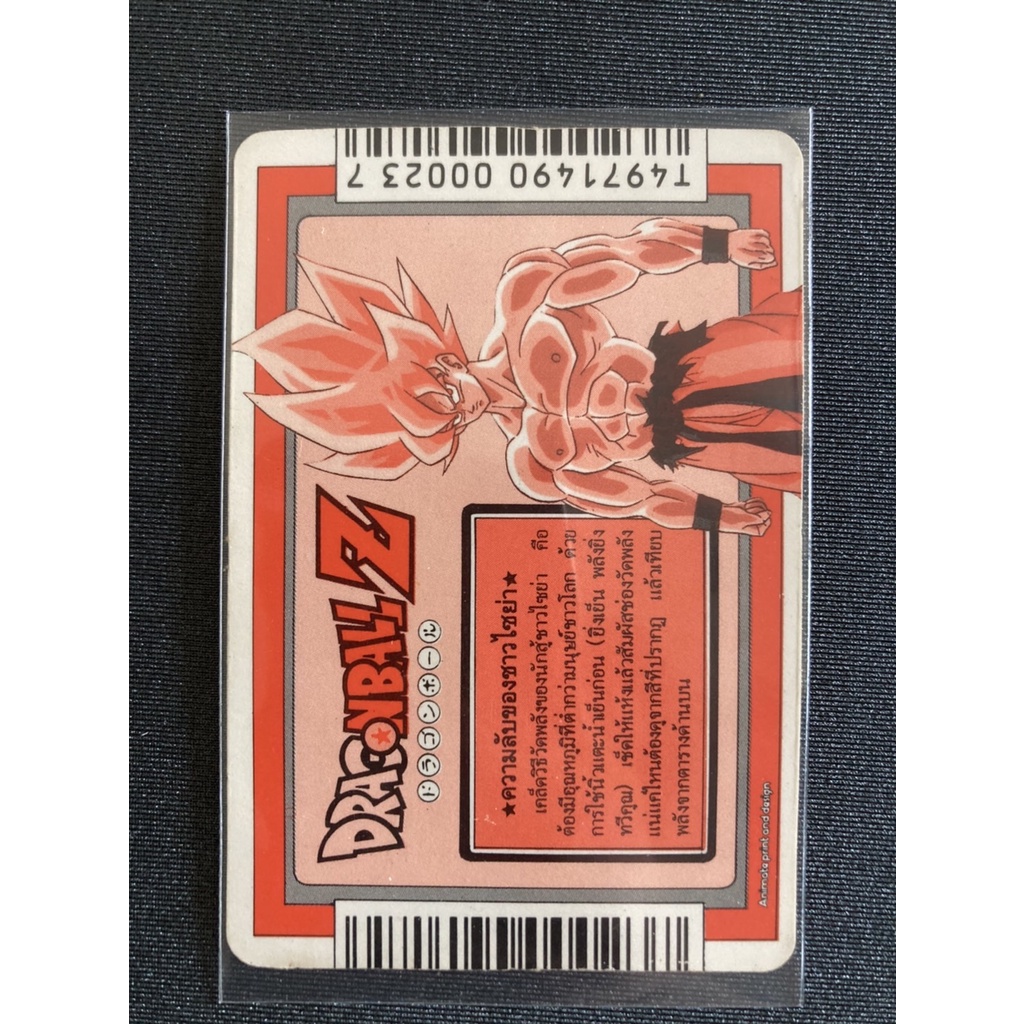 T4971490 00023 7
DRAGONBALL Z
ドラゴンボール
★ความลับของชาวไซย่า★
เคล็ดวิธีวัดพลังของนักสู้ชาวไซย่า คือ
ต้องมีอุณหภูมิที่ต่ำกว่ามนุษย์ชาวโลก ด้วย
การใช้นิ้วแตะน้ำเย็นก่อน (ยิ่งเย็น พลังยิ่ง
ทวีคูณ) เช็ดให้แห้งแล้วสัมผัสช่องวัดพลัง
แม่นแค่ไหนต้องดูจากสีที่ปรากฏ แล้วเทียบ
พลังจากตารางด้านบน
Animate print and design